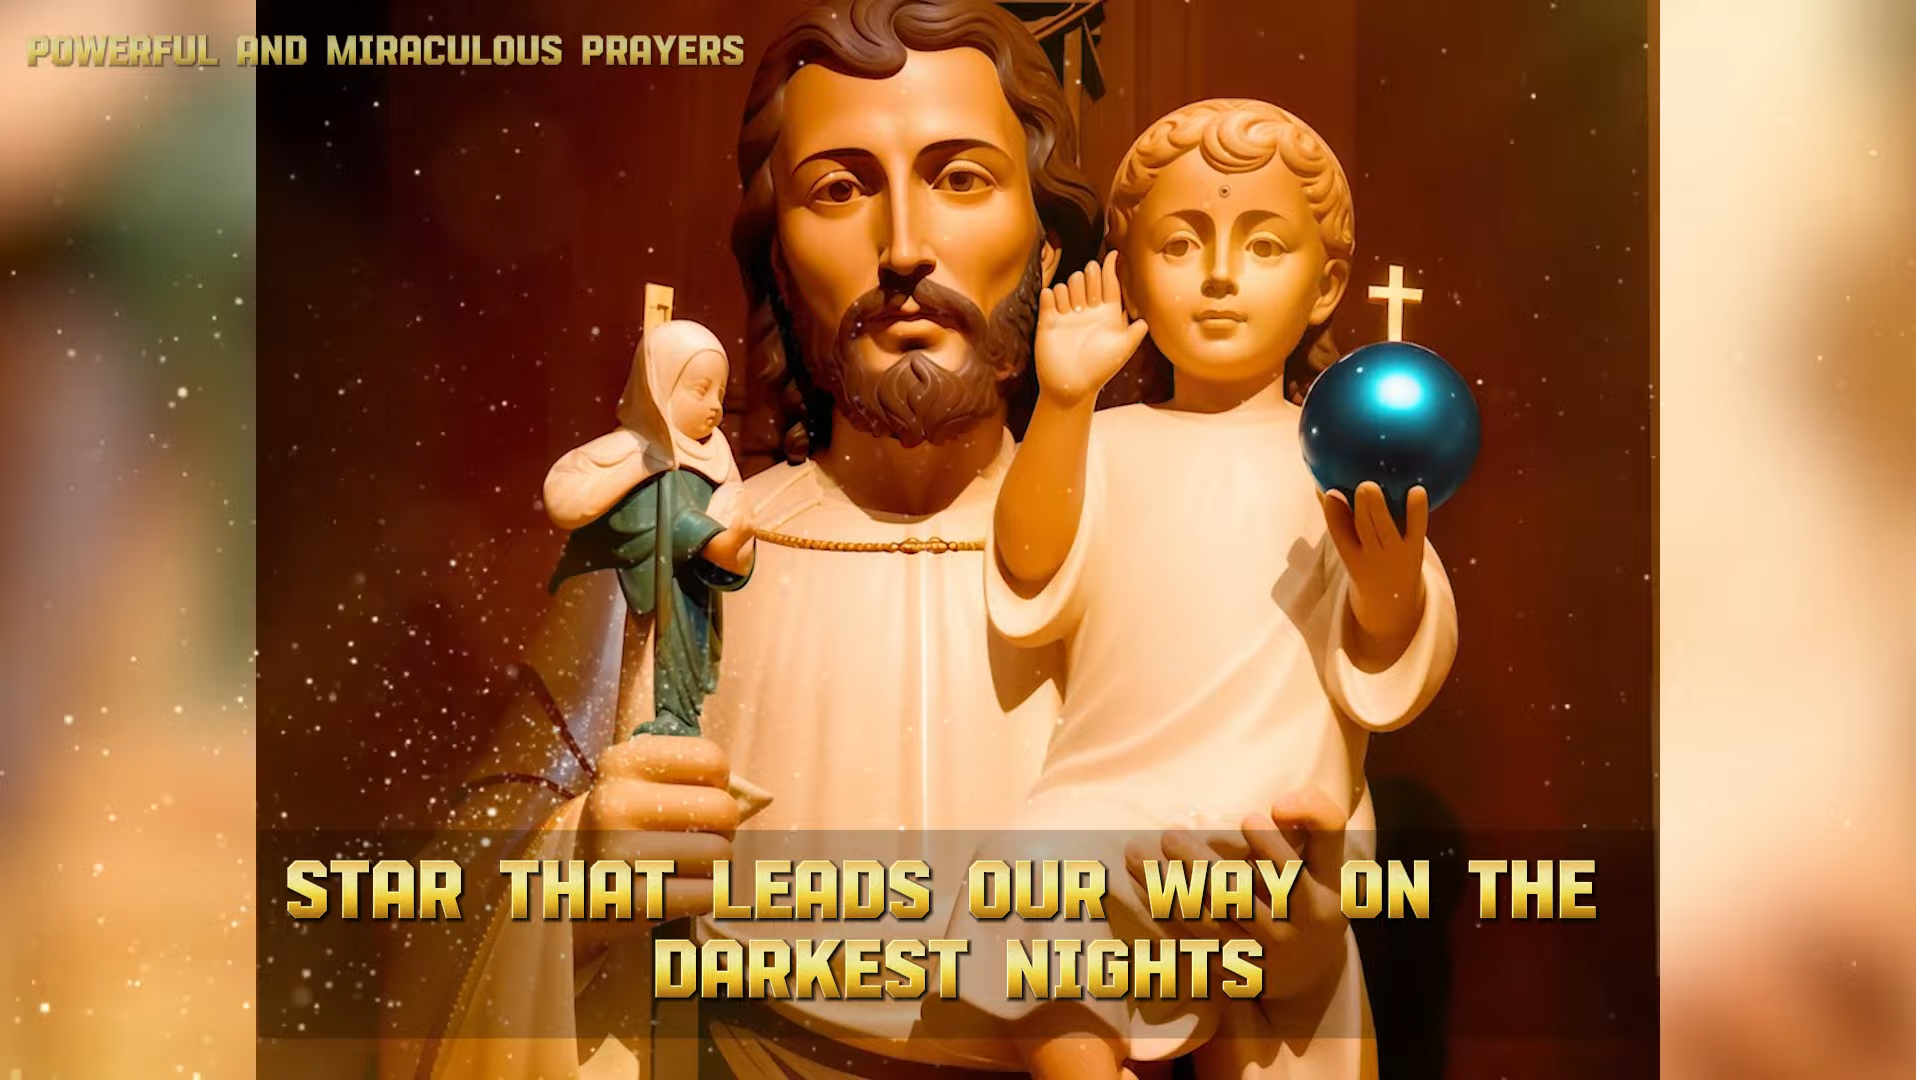 POWERFUL AND MIRACULOUS PRAYERS
STAR THAT LEADS OUR WAY ON THE
DARKEST NIGHTS